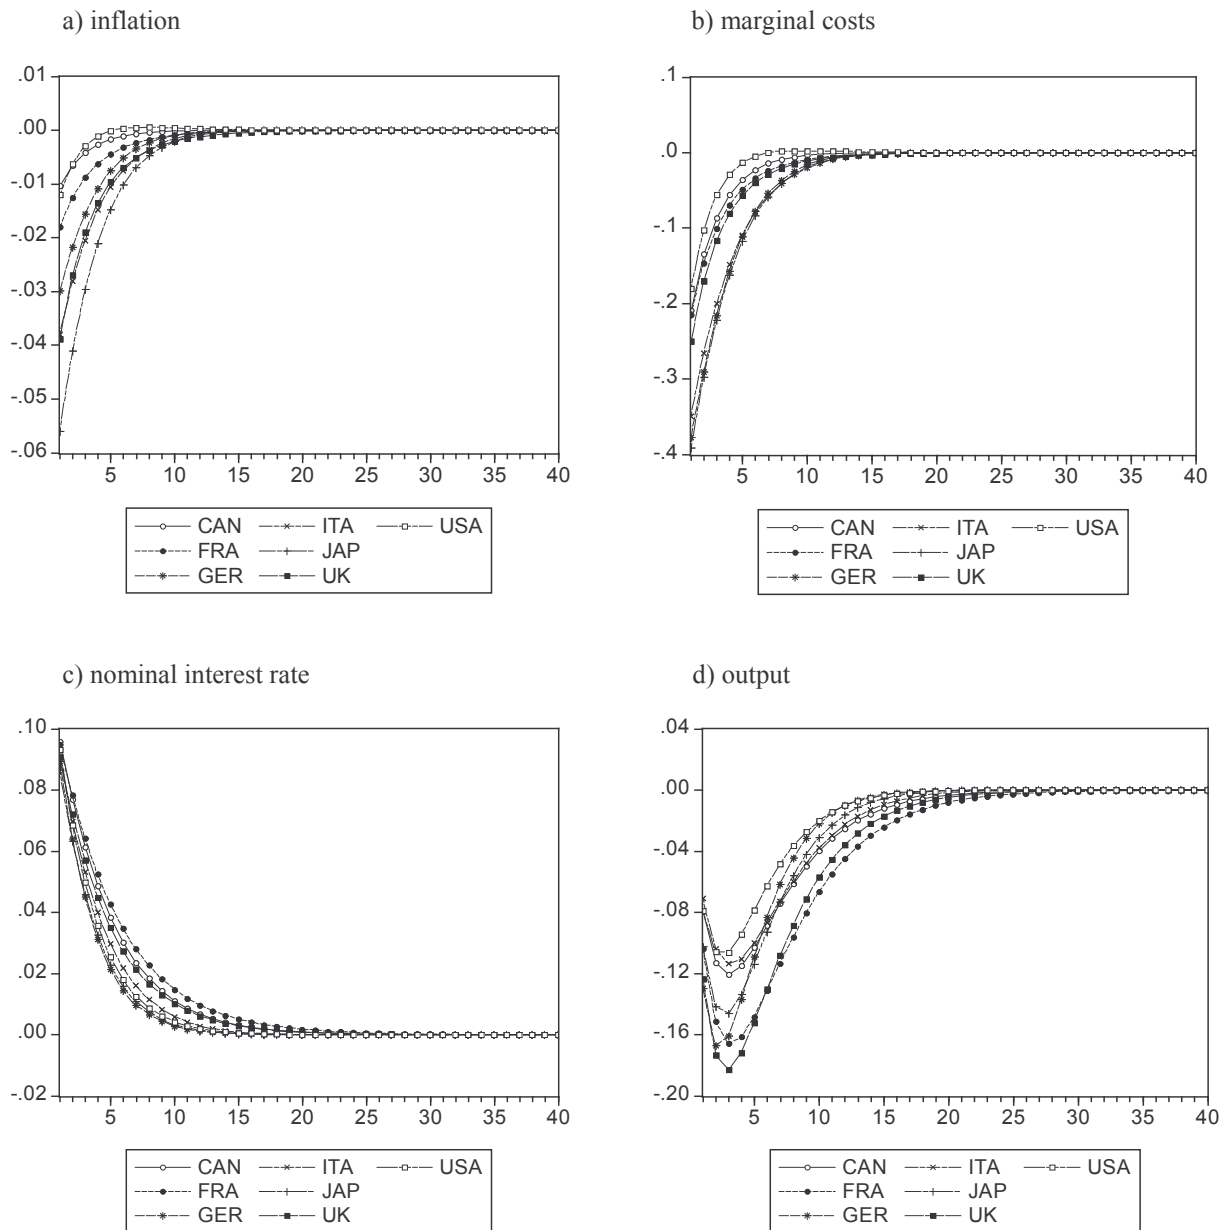 a) inflation
.01
.00
-.01
-.02
-.03
-.04
-.05
-.06
5 10 15 20 25 30 35 40
CAN ITA USA
FRA JAP
GER UK
b) marginal costs
.1
.0
-.1
-.2
-.3
-.4
5 10 15 20 25 30 35 40
CAN ITA USA
FRA JAP
GER UK
c) nominal interest rate
.10
.08
.06
.04
.02
.00
-.02
5 10 15 20 25 30 35 40
CAN ITA USA
FRA JAP
GER UK
d) output
.04
.00
-.04
-.08
-.12
-.16
-.20
5 10 15 20 25 30 35 40
CAN ITA USA
FRA JAP
GER UK